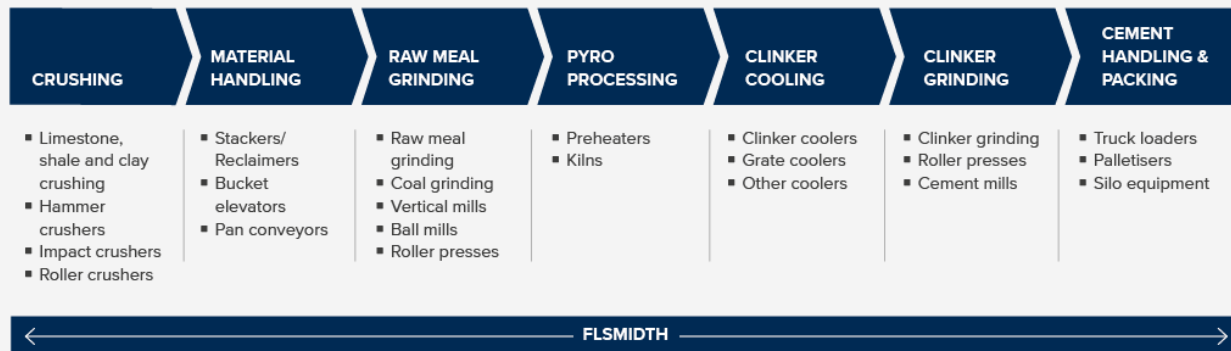 CRUSHING
MATERIAL
HANDLING
RAW MEAL
GRINDING
PYRO
PROCESSING
CLINKER
COOLING
CLINKER
GRINDING
CEMENT
HANDLING &
PACKING
▪ Limestone,
shale and clay
crushing
▪ Hammer
crushers
▪ Impact crushers
▪ Roller crushers
▪ Stackers/
Reclaimers
▪ Bucket
elevators
▪ Pan conveyors
▪ Raw meal
grinding
▪ Coal grinding
▪ Vertical mills
▪ Ball mills
▪ Roller presses
▪ Preheaters
▪ Kilns
▪ Clinker coolers
▪ Grate coolers
▪ Other coolers
▪ Clinker grinding
▪ Roller presses
▪ Cement mills
▪ Truck loaders
▪ Palletisers
▪ Silo equipment
FLSMIDTH